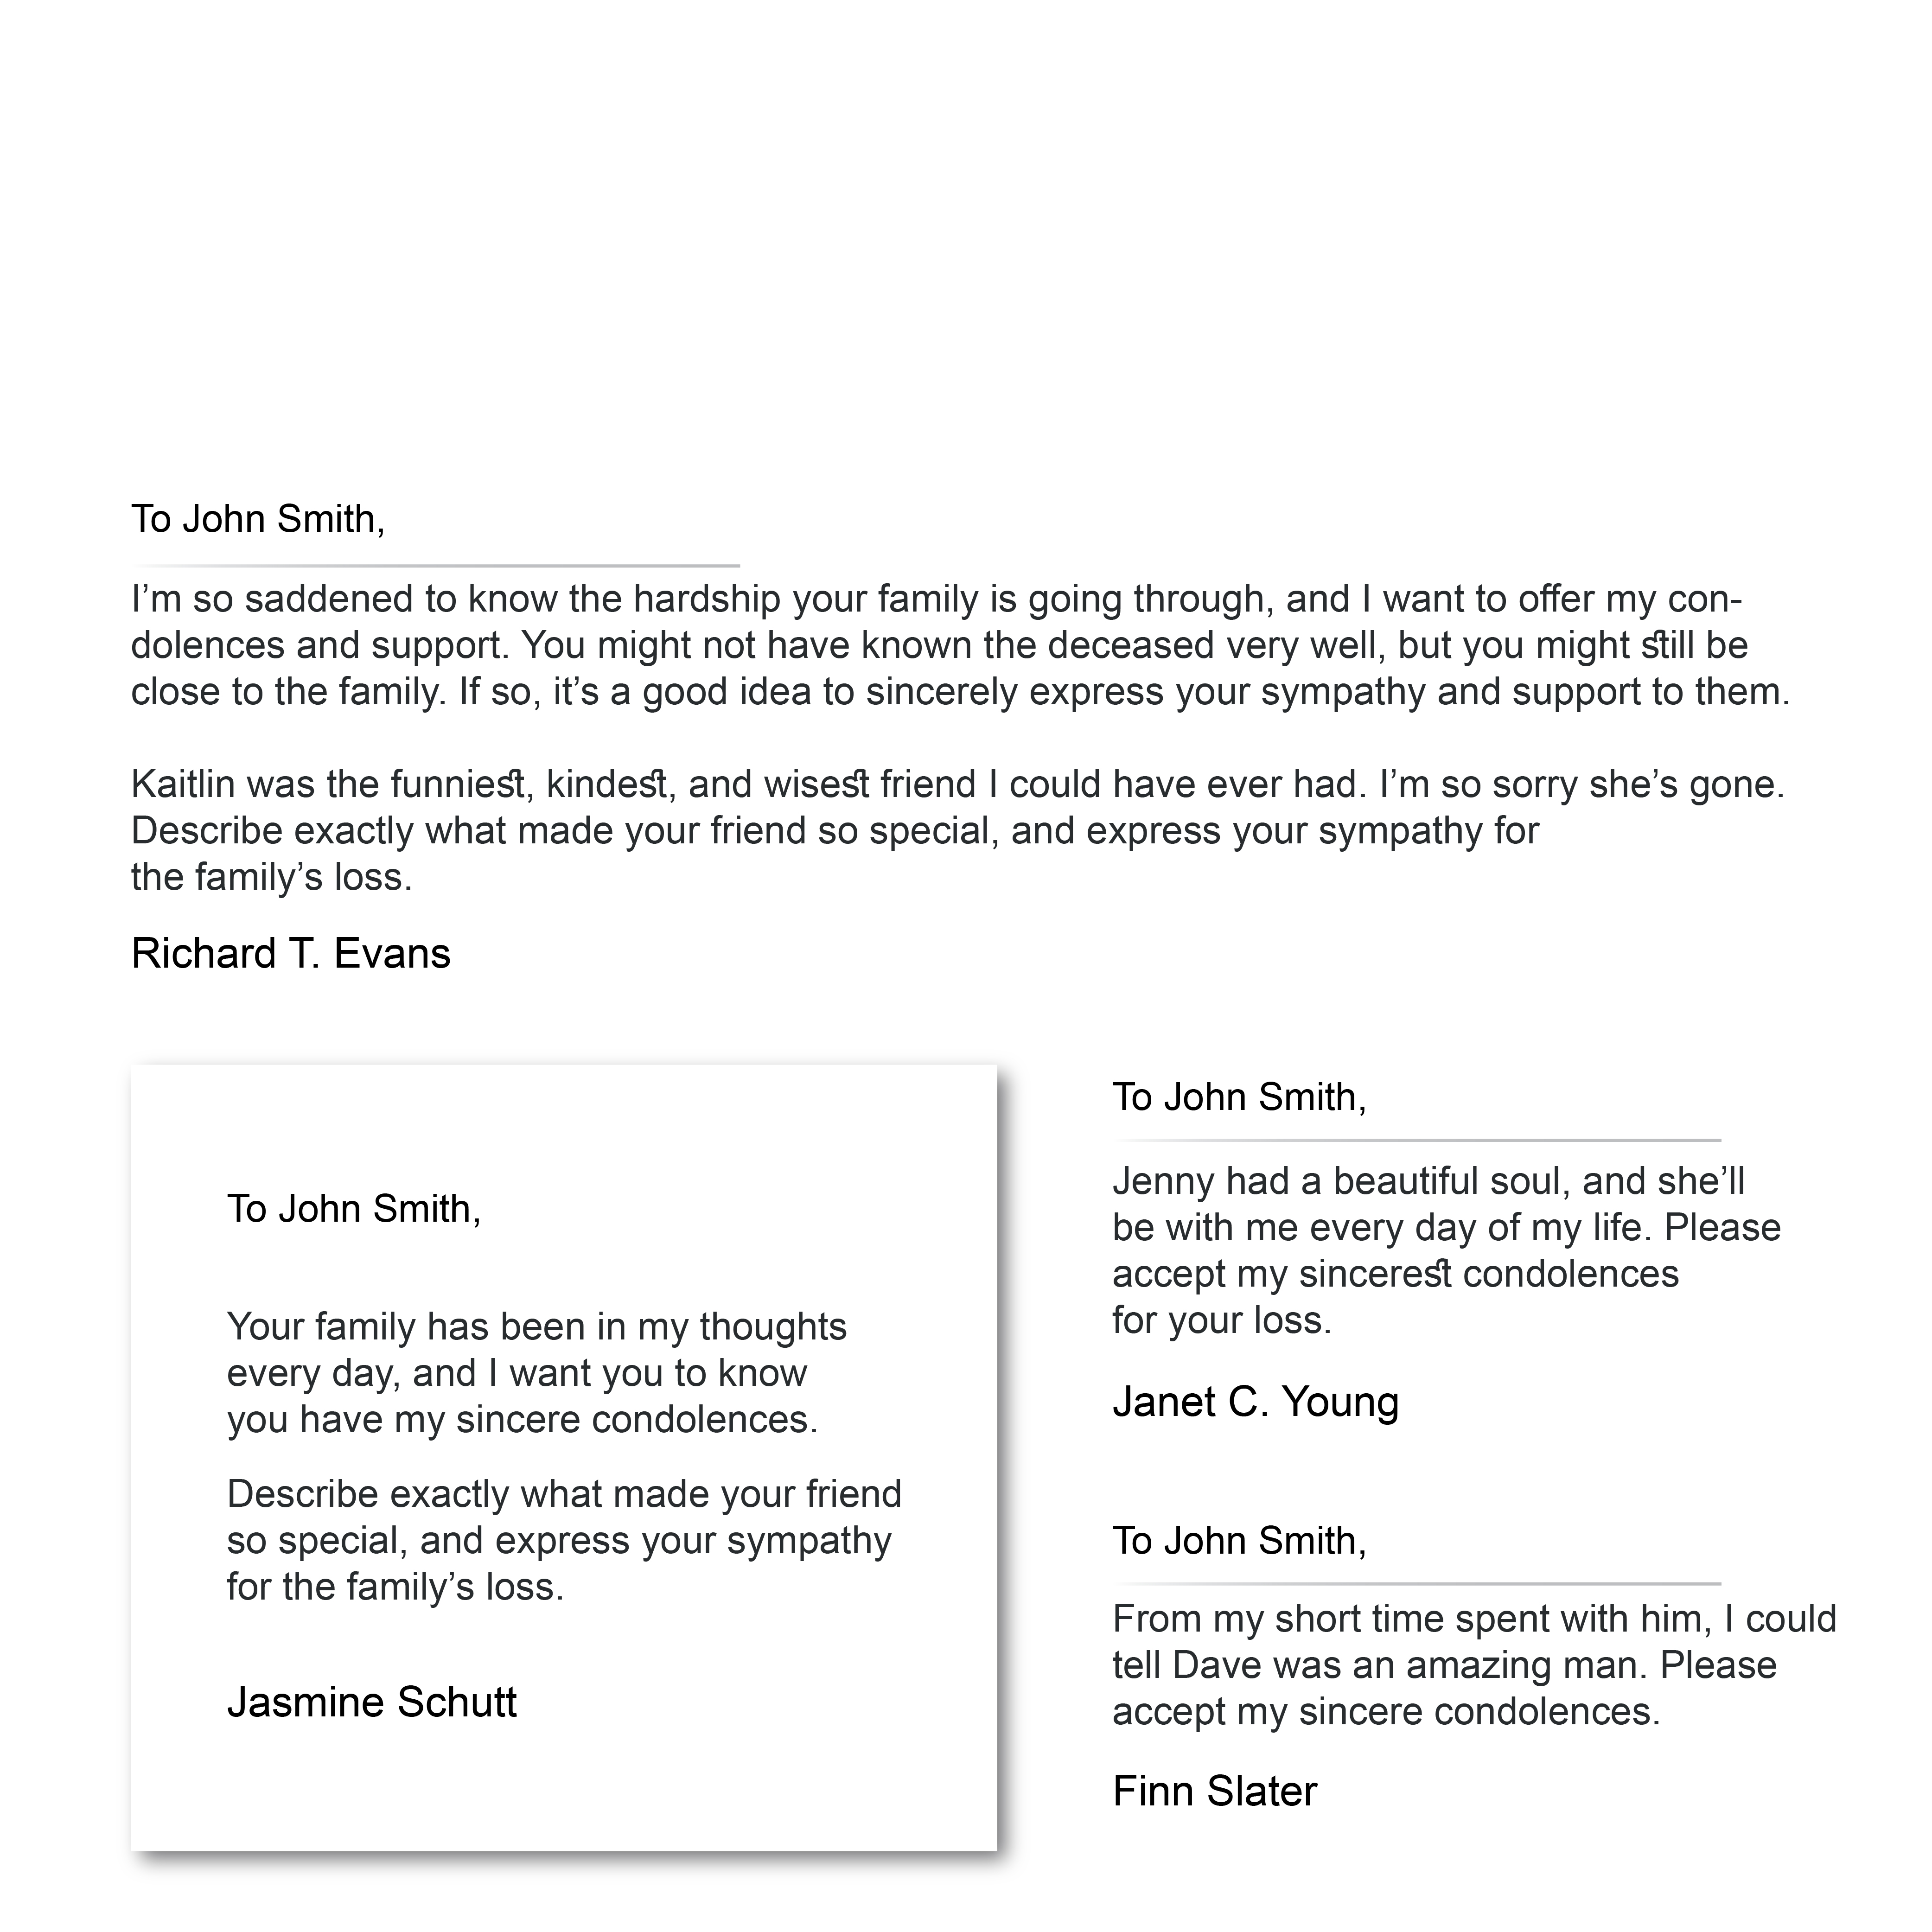 To John Smith,
I’m so saddened to know the hardship your family is going through, and I want to offer my con-
dolences and support. You might not have known the deceased very well, but you might still be
close to the family. If so, it’s a good idea to sincerely express your sympathy and support to them.
Kaitlin was the funniest, kindest, and wisest friend I could have ever had. I’m so sorry she’s gone.
Describe exactly what made your friend so special, and express your sympathy for
the family’s loss.
Richard T. Evans
To John Smith,
Your family has been in my thoughts
every day, and I want you to know
you have my sincere condolences.
Describe exactly what made your friend
so special, and express your sympathy
for the family’s loss.
Jasmine Schutt
To John Smith,
Jenny had a beautiful soul, and she’ll
be with me every day of my life. Please
accept my sincerest condolences
for your loss.
Janet C. Young
To John Smith,
From my short time spent with him, I could
tell Dave was an amazing man. Please
accept my sincere condolences.
Finn Slater